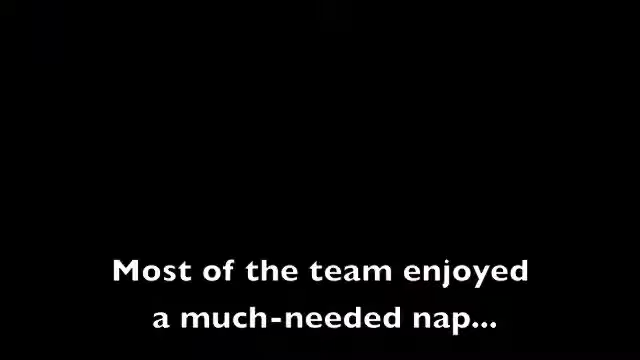 Most of the team enjoyed
a much-needed nap...